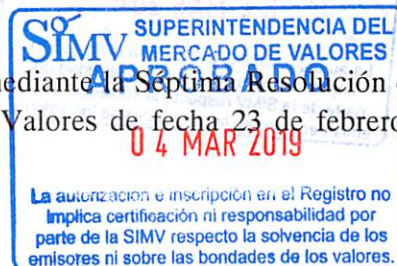 SIMV SUPERINTENDENCIA DEL
MERCADO DE VALORES
mediante la Séptima Resolución
APROBADO
Valores de fecha 23 de febrero
04 MAR 2019
La autorización e inscripción en el Registro no
implica certificación ni responsabilidad por
parte de la SIMV respecto la solvencia de los
emisores ni sobre las bondades de los valores.